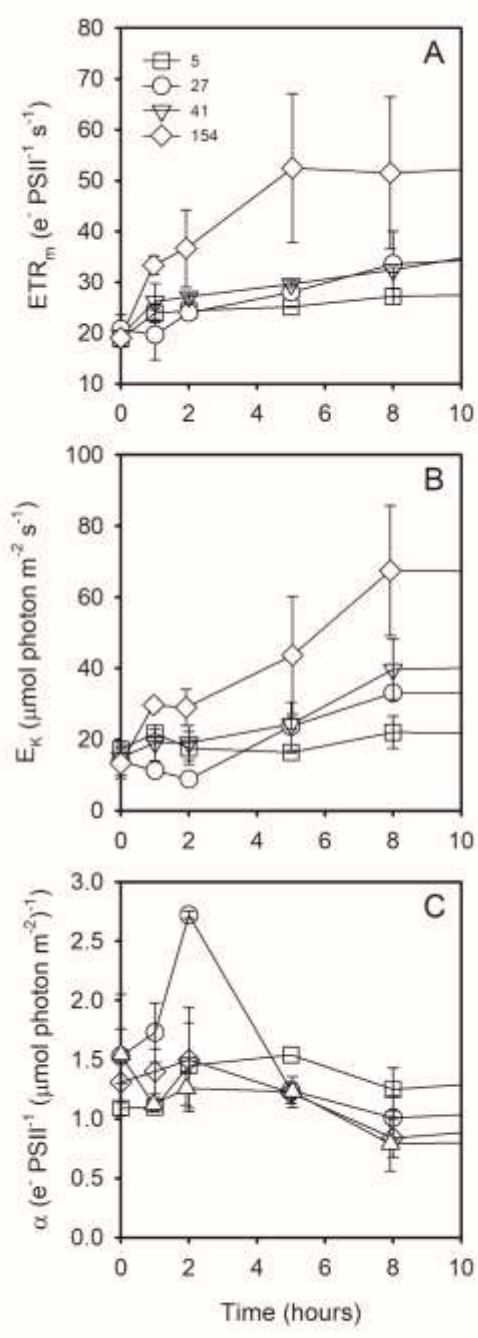 A
5
27
41
154
ETRm (e- PSII-1 s-1)
80
70
60
50
40
30
20
10
0 2 4 6 8 10
B
EK (μmol photon m-2 s-1)
100
80
60
40
20
0
0 2 4 6 8 10
C
α (e- PSII-1 (μmol photon m-2)-1)
3.0
2.5
2.0
1.5
1.0
0.5
0.0
0 2 4 6 8 10
Time (hours)